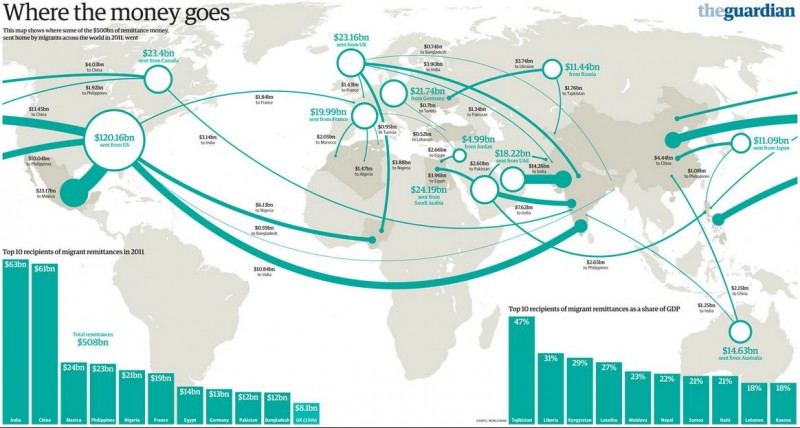 Where the money goes
theguardian
This map shows where some of the $500bn of remittance money,
sent home by migrants across the world in 2011, went
$23.4bn
sent from Canada
$4.03bn
to China
$1.92bn
to Philippines
$13.45bn
to China
$120.16bn
sent from US
$10.04bn
to Philippines
$23.17bn
to Mexico
$1.84bn
to France
$3.14bn
to India
$6.13bn
to Nigeria
$0.59bn
to Bangladesh
$10.84bn
to India
$23.16bn
sent from UK
$0.74bn
to Bangladesh
$3.90bn
to India
$1.43bn
to France
$21.74bn
from Germany
$0.7bn
to Turkey
$19.99bn
sent from France
$0.95bn
to Tunisia
$2.05bn
to Morocco
$1.47bn
to Algeria
$3.88bn
to Nigeria
$0.52bn
to Lebanon
$3.74bn
to Ukraine
$11.44bn
from Russia
$1.76bn
to Tajikistan
$1.34bn
to Pakistan
$4.99bn
from Jordan
$2.66bn
to Egypt
$1.96bn
to Egypt
$2.60bn
to Pakistan
$18.22bn
sent from UAE
$14.26bn
to India
$24.19bn
sent from
Saudi Arabia
$7.62bn
to India
$2.65bn
to Philippines
$4.44bn
to China
$1.08bn
to Philippines
$11.09bn
sent from Japan
$2.15bn
to China
$1.25bn
to India
$14.63bn
sent from Australia
Top 10 recipients of migrant remittances in 2011
$63bn
$61bn
$24bn
$23bn
$21bn
$19bn
$14bn
$13bn
$12bn
$12bn
$8.1bn
Total remittances
$508bn
India
China
Mexico
Philippines
Nigeria
France
Egypt
Germany
Pakistan
Bangladesh
UK (15th)
SOURCE: WORLD BANK
Top 10 recipients of migrant remittances as a share of GDP
47%
31%
29%
27%
23%
22%
21%
21%
18%
18%
Tajikistan
Liberia
Kyrgyzstan
Lesotho
Moldova
Nepal
Samoa
Haiti
Lebanon
Kosovo